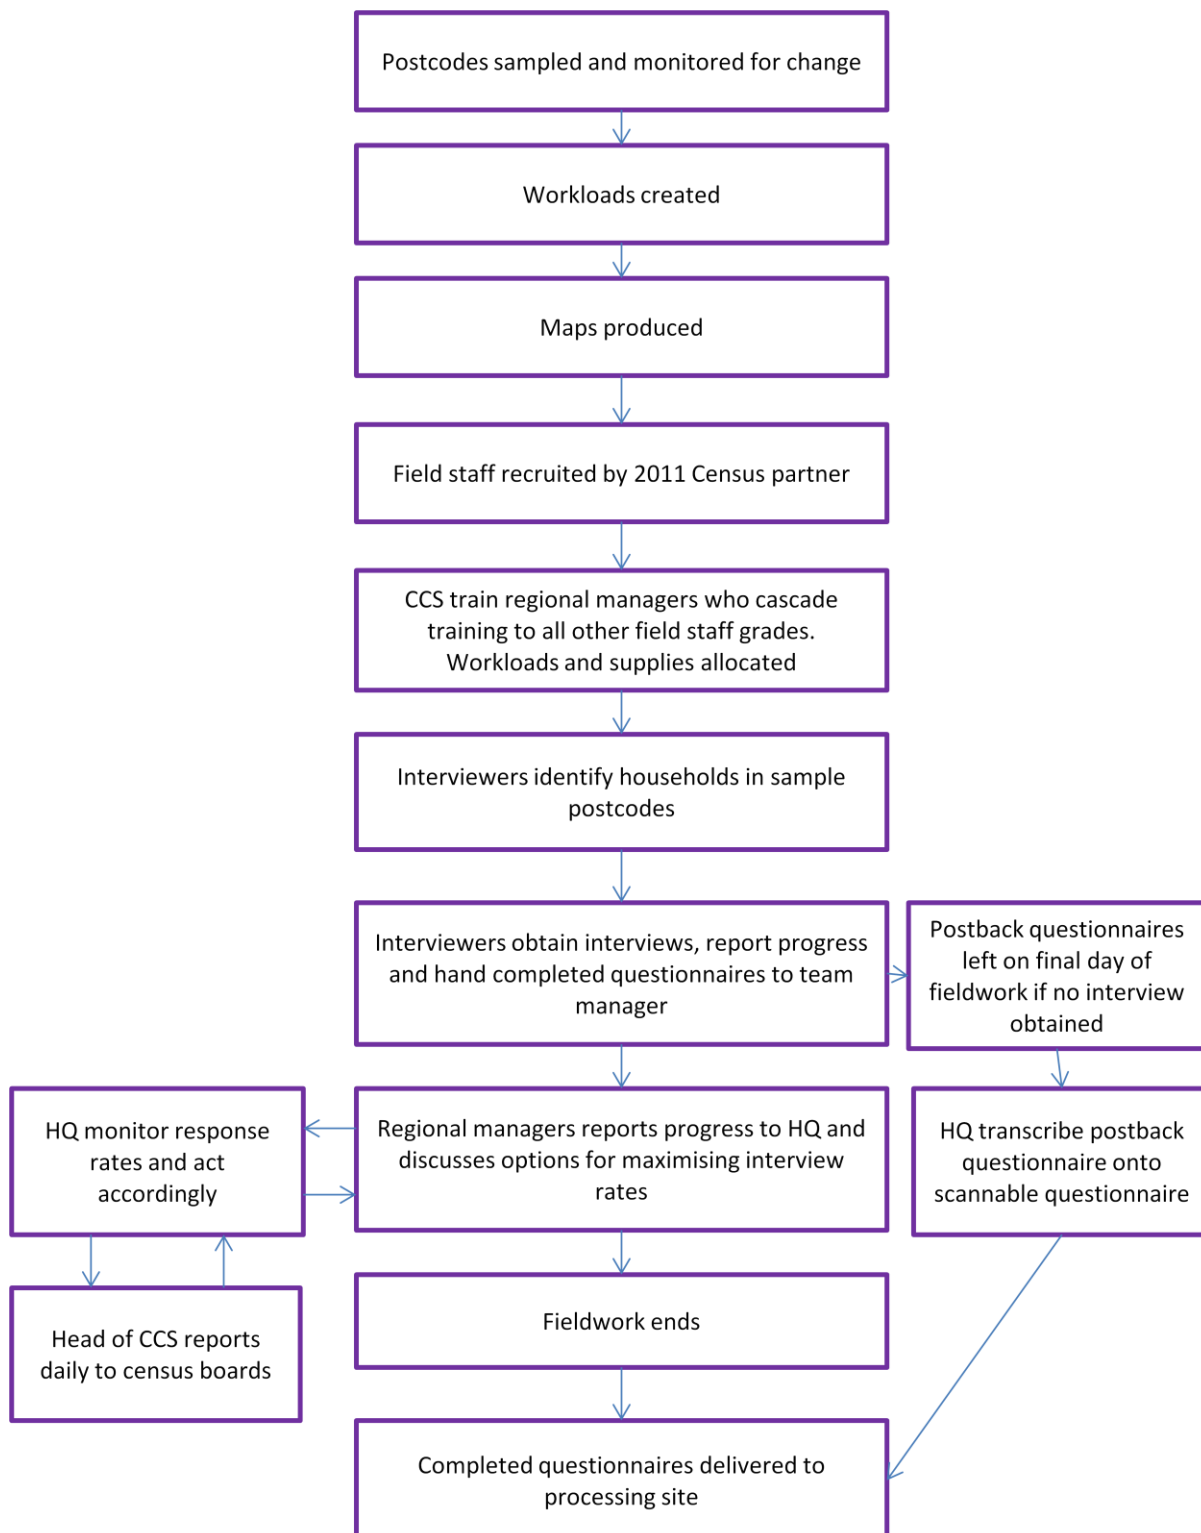 Postcodes sampled and monitored for change
Workloads created
Maps produced
Field staff recruited by 2011 Census partner
CCS train regional managers who cascade
training to all other field staff grades.
Workloads and supplies allocated
Interviewers identify households in sample
postcodes
Interviewers obtain interviews, report progress
and hand completed questionnaires to team
manager
Postback questionnaires
left on final day of
fieldwork if no interview
obtained
HQ monitor response
rates and act
accordingly
Regional managers reports progress to HQ and
discusses options for maximising interview
rates
HQ transcribe postback
questionnaire onto
scannable questionnaire
Head of CCS reports
daily to census boards
Fieldwork ends
Completed questionnaires delivered to
processing site